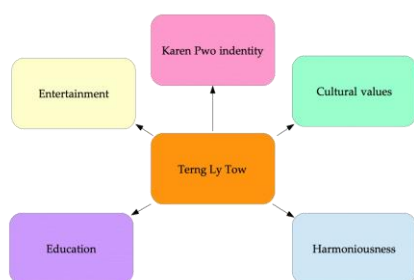 Karen Pwo indentity
Entertainment
Cultural values
Terng Ly Tow
Education
Harmoniousness